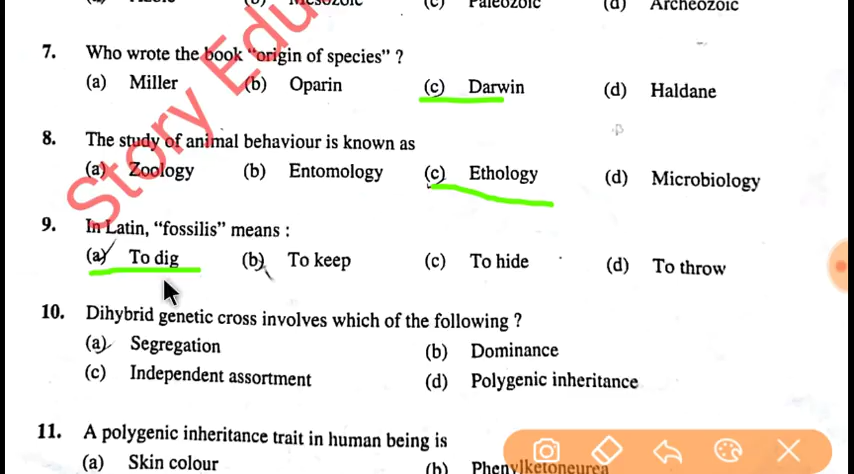 (b) Mesozoic (c) Paleozoic (d) Archeozoic
7. Who wrote the book "origin of species" ?
(a) Miller (b) Oparin (c) Darwin (d) Haldane
8. The study of animal behaviour is known as
(a) Zoology (b) Entomology (c) Ethology (d) Microbiology
9. In Latin, "fossilis" means :
(a) To dig (b) To keep (c) To hide (d) To throw
10. Dihybrid genetic cross involves which of the following ?
(a) Segregation (b) Dominance
(c) Independent assortment (d) Polygenic inheritance
11. A polygenic inheritance trait in human being is
(a) Skin colour (b) Phenylketoneurea
Story Edu